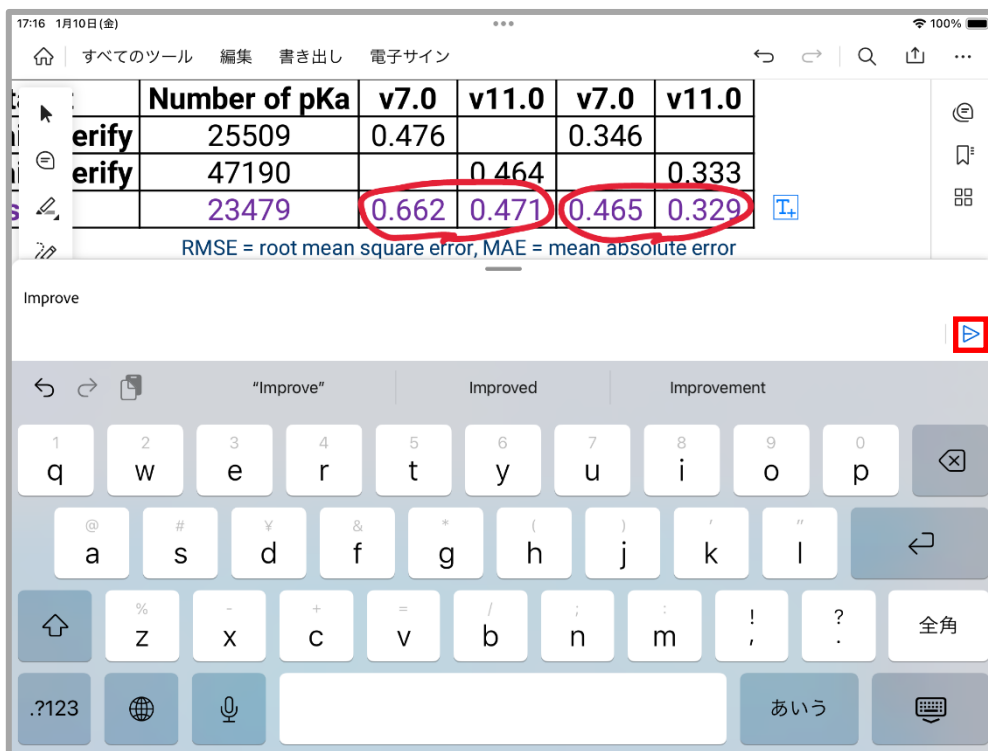 17:16 1月10日(金)
100%
すべてのツール 編集 書き出し 電子サイン
Number of pKa v7.0 v11.0 v7.0 v11.0
erify 25509 0.476 0.346
erify 47190 0.464 0.333
23479 0.662 0.471 0.465 0.329
RMSE = root mean square error, MAE = mean absolute error
Improve
“Improve” Improved Improvement
1 2 3 4 5 6 7 8 9 0
q w e r t y u i o p
@ # ¥ & * ( ) ' "
a s d f g h j k l
% - + = / ; : ! ?
z x c v b n m , . 全角
.?123 あいう